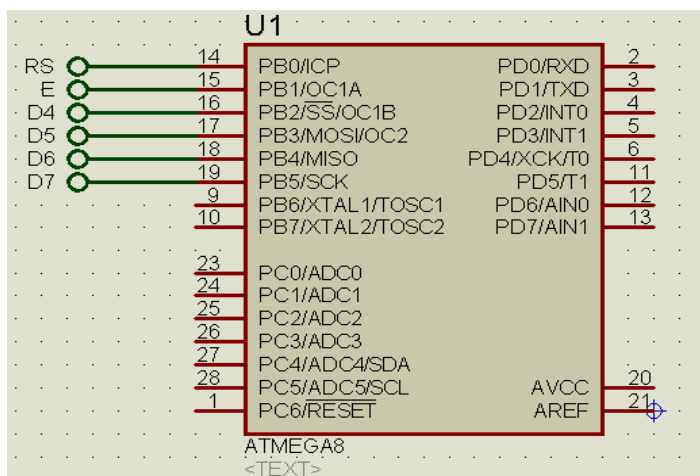 U1
RS 14 PB0/ICP PD0/RXD 2
E 15 PB1/OC1A PD1/TXD 3
D4 16 PB2/SS/OC1B PD2/INT0 4
D5 17 PB3/MOSI/OC2 PD3/INT1 5
D6 18 PB4/MISO PD4/XCK/T0 6
D7 19 PB5/SCK PD5/T1 11
9 PB6/XTAL1/TOSC1 PD6/AIN0 12
10 PB7/XTAL2/TOSC2 PD7/AIN1 13
23 PC0/ADC0
24 PC1/ADC1
25 PC2/ADC2
26 PC3/ADC3
27 PC4/ADC4/SDA
28 PC5/ADC5/SCL AVCC 20
1 PC6/RESET AREF 21
ATMEGA8
<TEXT>